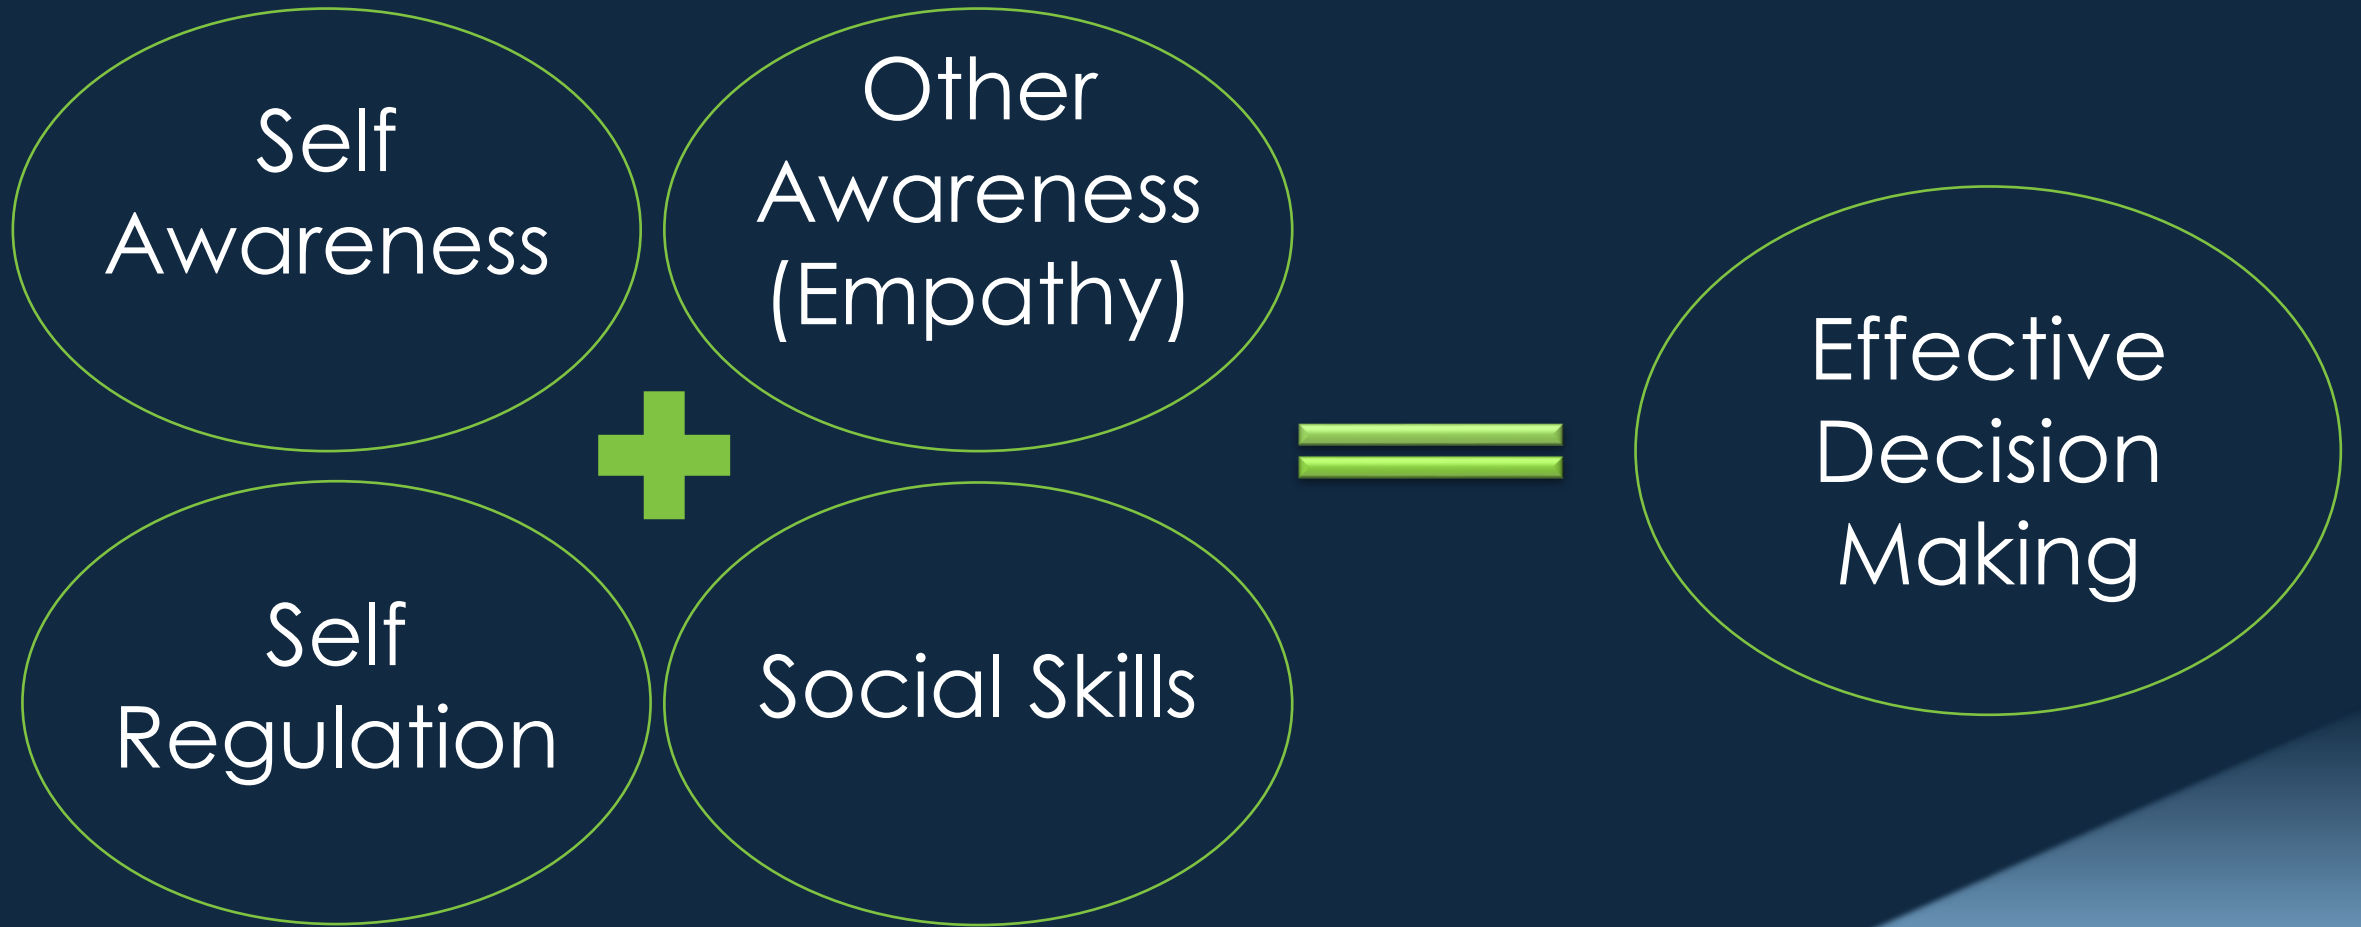 Self
Awareness
Other
Awareness
(Empathy)
Self
Regulation
Social Skills
Effective
Decision
Making